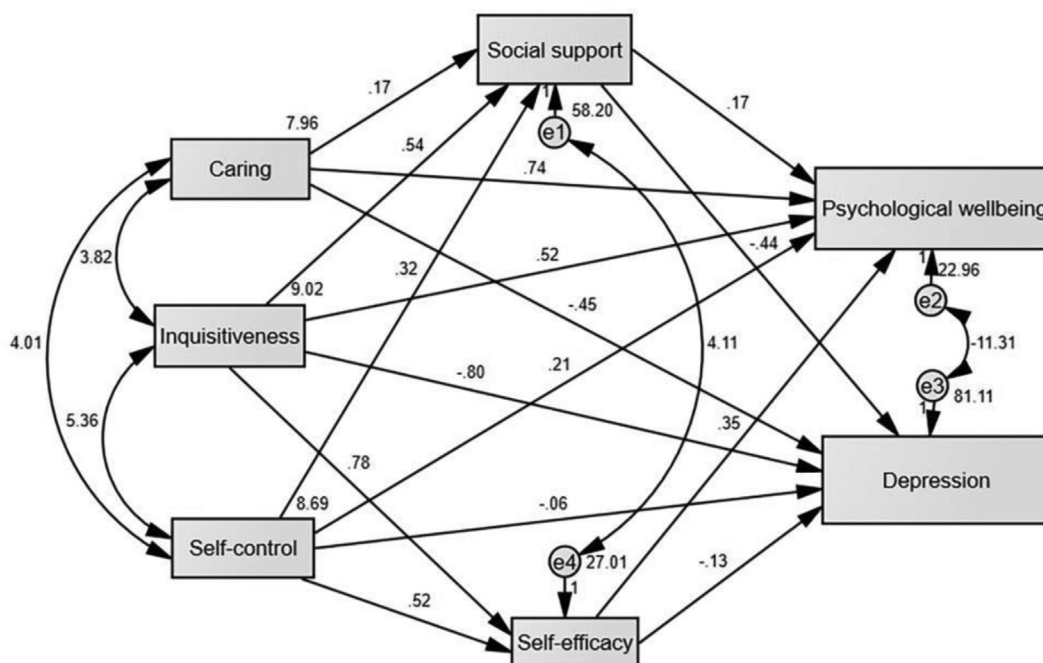 Social support
.17
1
58.20
.17
7.96
e1
.54
Caring
.74
Psychological wellbeing
-.44
3.82
.52
1
22.96
.32
9.02
e2
-.45
Inquisitiveness
4.01
4.11
-11.31
-.80
.21
e3
81.11
1
5.36
.35
.78
Depression
8.69
-.06
Self-control
e4
27.01
-.13
1
.52
Self-efficacy